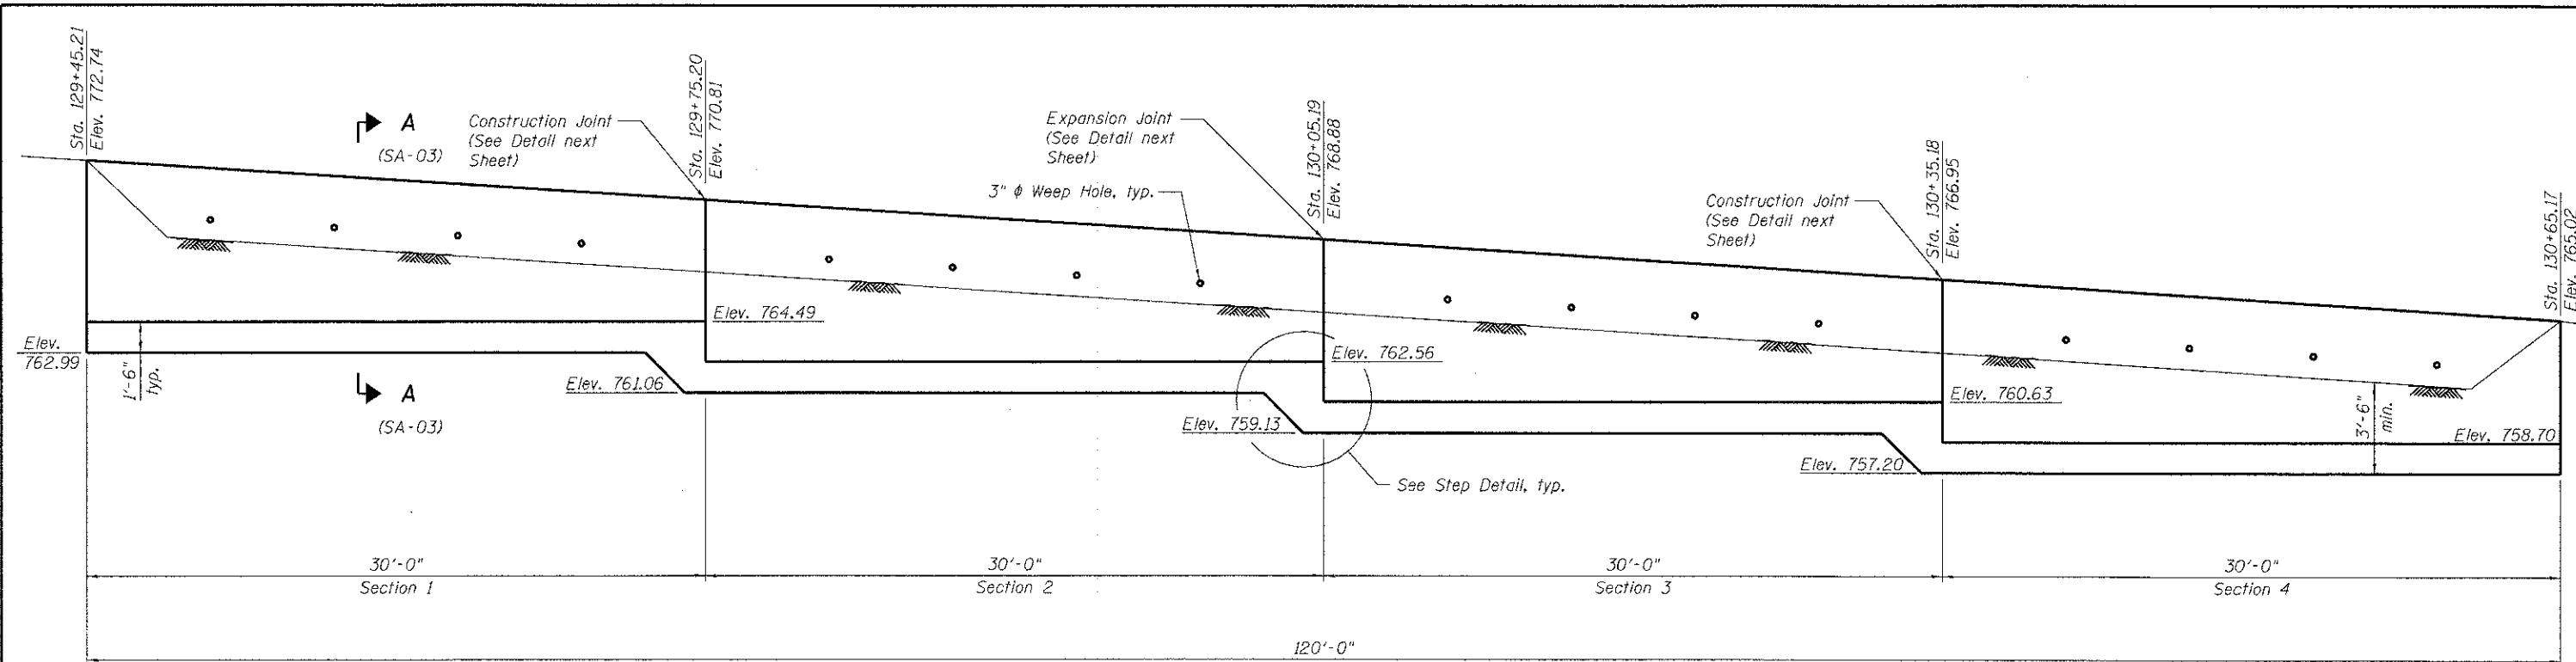 Sta. 129+45.21
Elev. 772.74
A
(SA-03)
Construction Joint
(See Detail next
Sheet)
Sta. 129+75.20
Elev. 770.81
Expansion Joint
(See Detail next
Sheet)
3" ϕ Weep Hole, typ.
Sta. 130+05.19
Elev. 768.88
Construction Joint
(See Detail next
Sheet)
Sta. 130+35.18
Elev. 766.95
Sta. 130+65.17
Elev. 765.02
Elev. 764.49
Elev.
762.99
1'-6"
typ.
Elev. 762.56
Elev. 761.06
A
(SA-03)
Elev. 760.63
Elev. 759.13
3'-6"
min.
Elev. 758.70
Elev. 757.20
See Step Detail, typ.
30'-0"
Section 1
30'-0"
Section 2
30'-0"
Section 3
30'-0"
Section 4
120'-0"